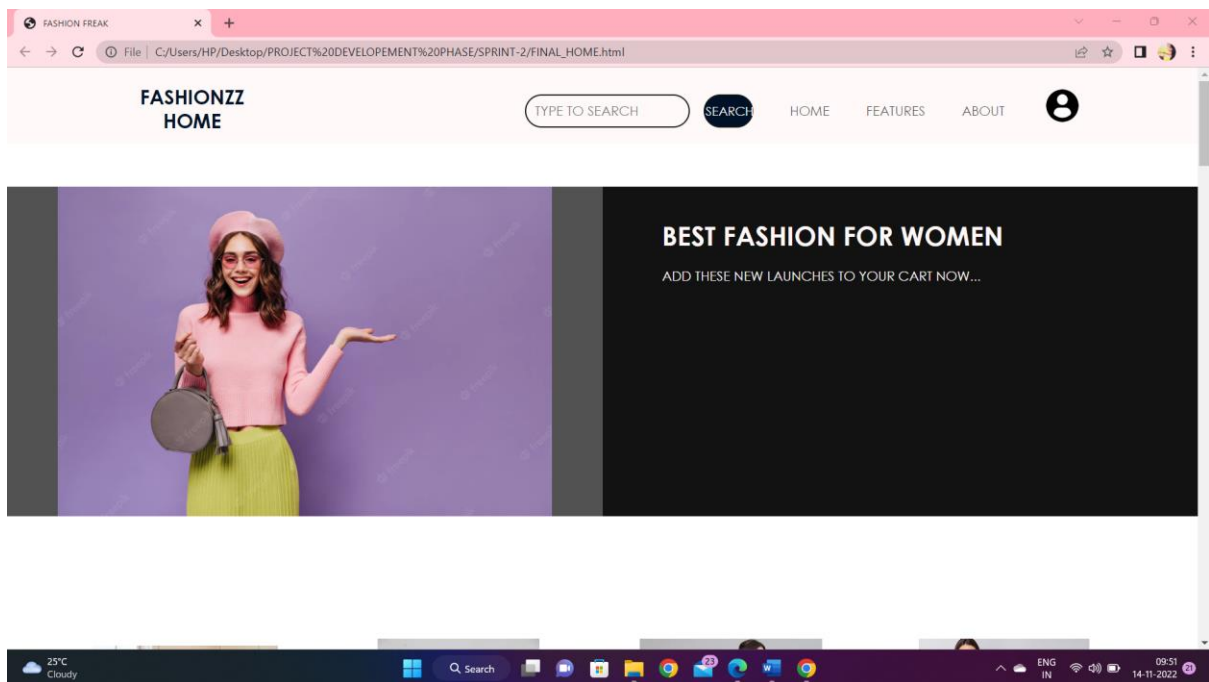 FASHION FREAK
File | C:/Users/HP/Desktop/PROJECT%20DEVELOPEMENT%20PHASE/SPRINT-2/FINAL_HOME.html
FASHIONZZ
HOME
TYPE TO SEARCH
SEARCH
HOME
FEATURES
ABOUT
BEST FASHION FOR WOMEN
ADD THESE NEW LAUNCHES TO YOUR CART NOW...
25°C
Cloudy
Search
23
ENG
IN
09:51
14-11-2022
21